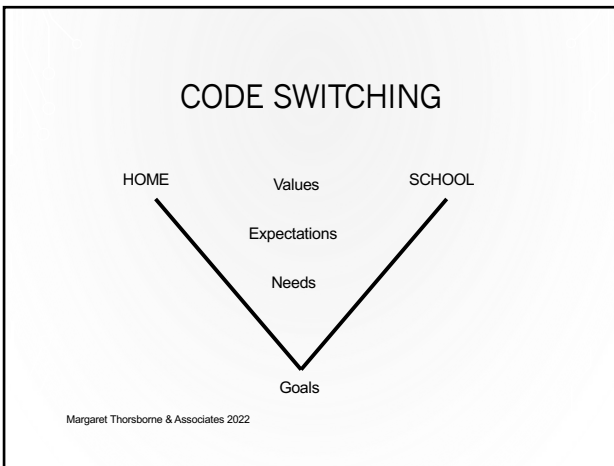 CODE SWITCHING
HOME Values SCHOOL
Expectations
Needs
Goals
Margaret Thorsborne & Associates 2022